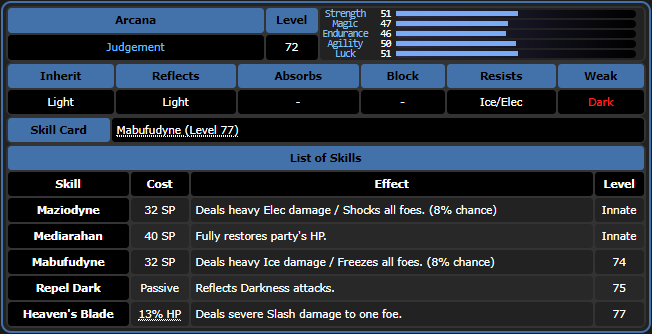 Arcana Level
Judgement 72
Strength 51
Magic 47
Endurance 46
Agility 50
Luck 51
Inherit Reflects Absorbs Block Resists Weak
Light Light - - Ice/Elec Dark
Skill Card Mabufudyne (Level 77)
List of Skills
Skill Cost Effect Level
Maziodyne 32 SP Deals heavy Elec damage / Shocks all foes. (8% chance) Innate
Mediarahan 40 SP Fully restores party's HP. Innate
Mabufudyne 32 SP Deals heavy Ice damage / Freezes all foes. (8% chance) 74
Repel Dark Passive Reflects Darkness attacks. 75
Heaven's Blade 13% HP Deals severe Slash damage to one foe. 77